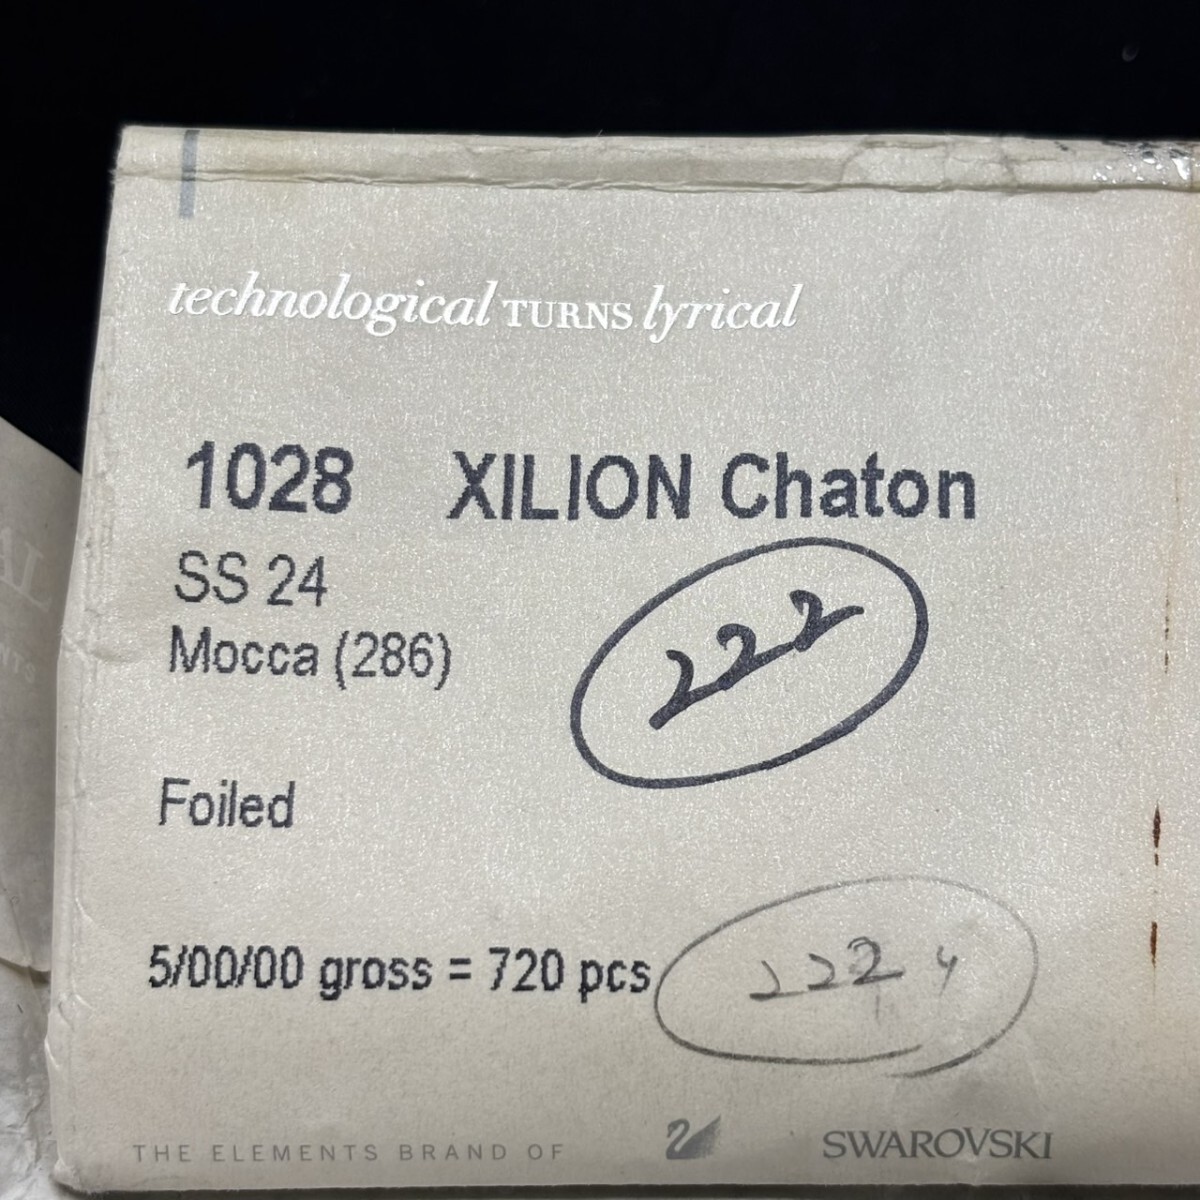 technological TURNS lyrical
1028 XILION Chaton
SS 24
Mocca (286)
222
Foiled
5/00/00 gross = 720 pcs
222 y
THE ELEMENTS BRAND OF SWAROVSKI